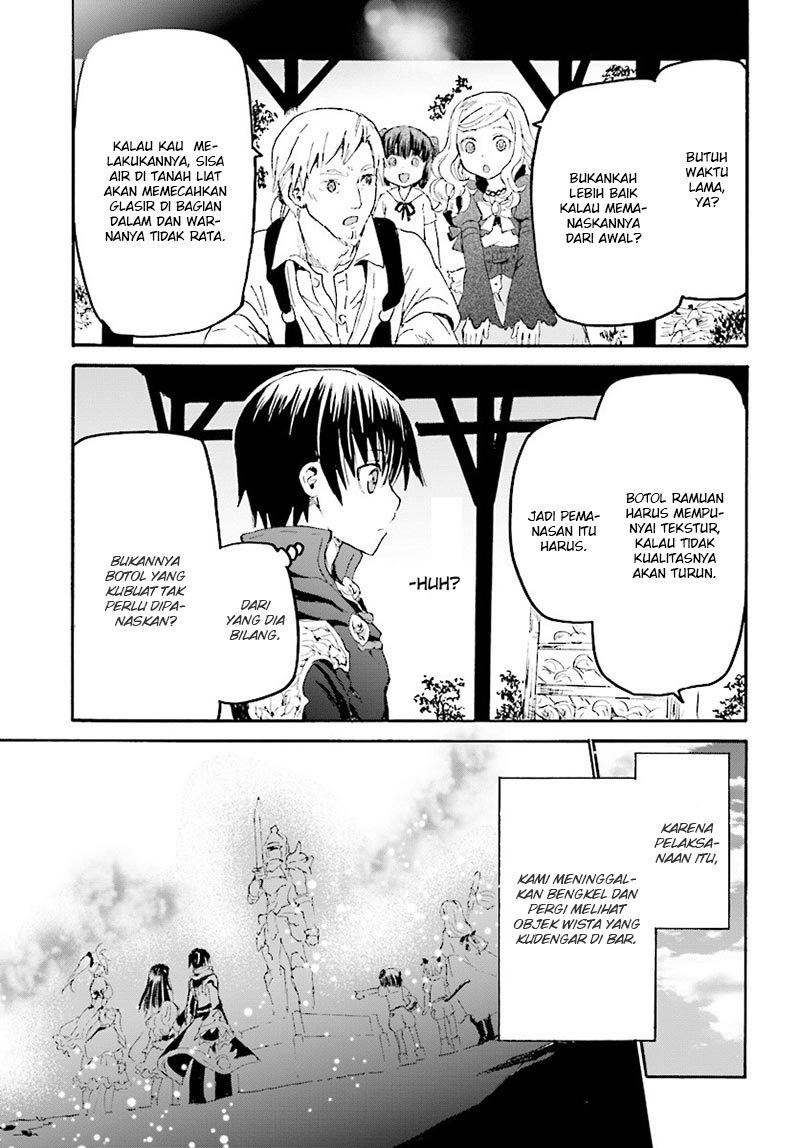 BUTUH
WAKTU
LAMA,
YA?
BUKANKAH
LEBIH BAIK
KALAU MEMA-
NASKANNYA
DARI AWAL?
KALAU KAU ME-
LAKUKANNYA, SISA
AIR DI TANAH LIAT
AKAN MEMECAHKAN
GLASIR DI BAGIAN
DALAM DAN WAR-
NANYA TIDAK RATA.
BOTOL RAMUAN
HARUS MEMPU-
NYAI TEKSTUR,
KALAU TIDAK
KUALITASNYA
AKAN TURUN.
JADI PEMA-
NASAN ITU
HARUS.
-HUH?
DARI
YANG DIA
BILANG.
BUKANNYA
BOTOL YANG
KUBUAT TAK
PERLU DIPA-
NASKAN?
KARENA
PELAKSA-
NAAN ITU,
KAMI MENINGGAL-
KAN BENGKEL DAN
PERGI MELIHAT
OBJEK WISTA YANG
KUDENGAR DI BAR.